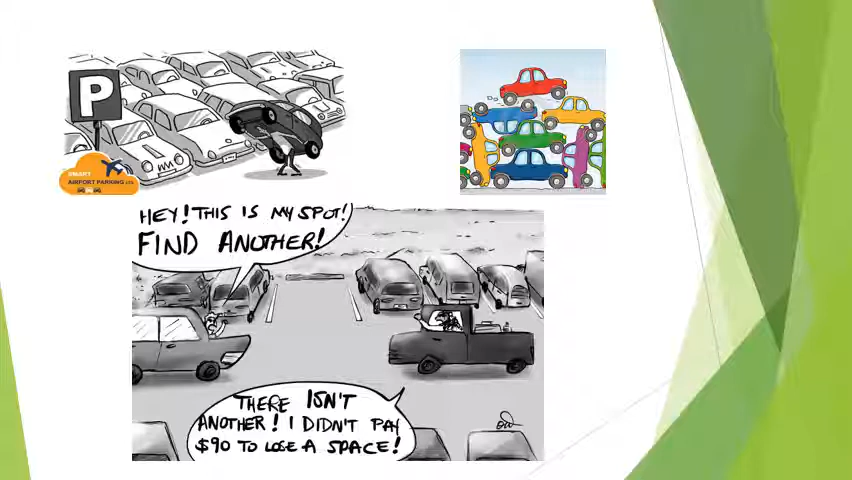 P
SMART
AIRPORT PARKING LTD
HEY! THIS IS MY SPOT!
FIND ANOTHER!
THERE ISN'T
ANOTHER! I DIDN'T PAY
$90 TO LOSE A SPACE!